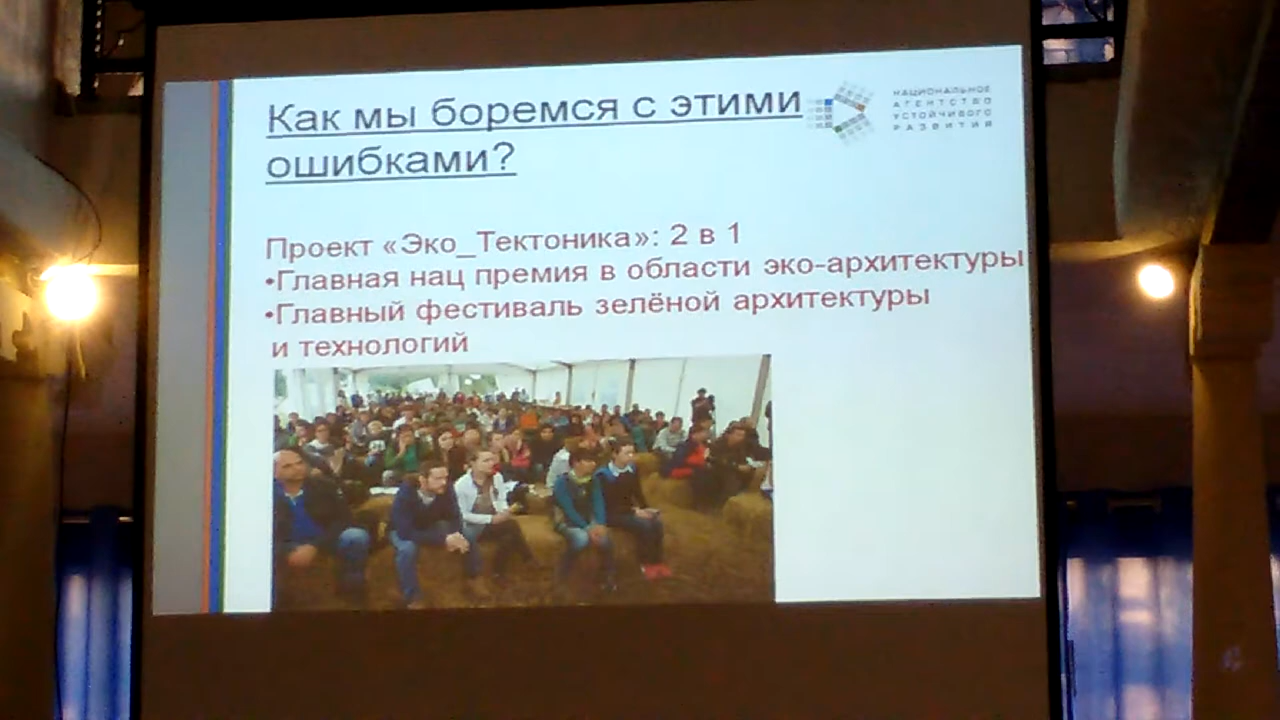 Как мы боремся с этими
ошибками?
НАЦИОНАЛЬНОЕ
АГЕНТСТВО
УСТОЙЧИВОГО
РАЗВИТИЯ
Проект «Эко_Тектоника»: 2 в 1
•Главная нац премия в области эко-архитектуры
•Главный фестиваль зелёной архитектуры
и технологий